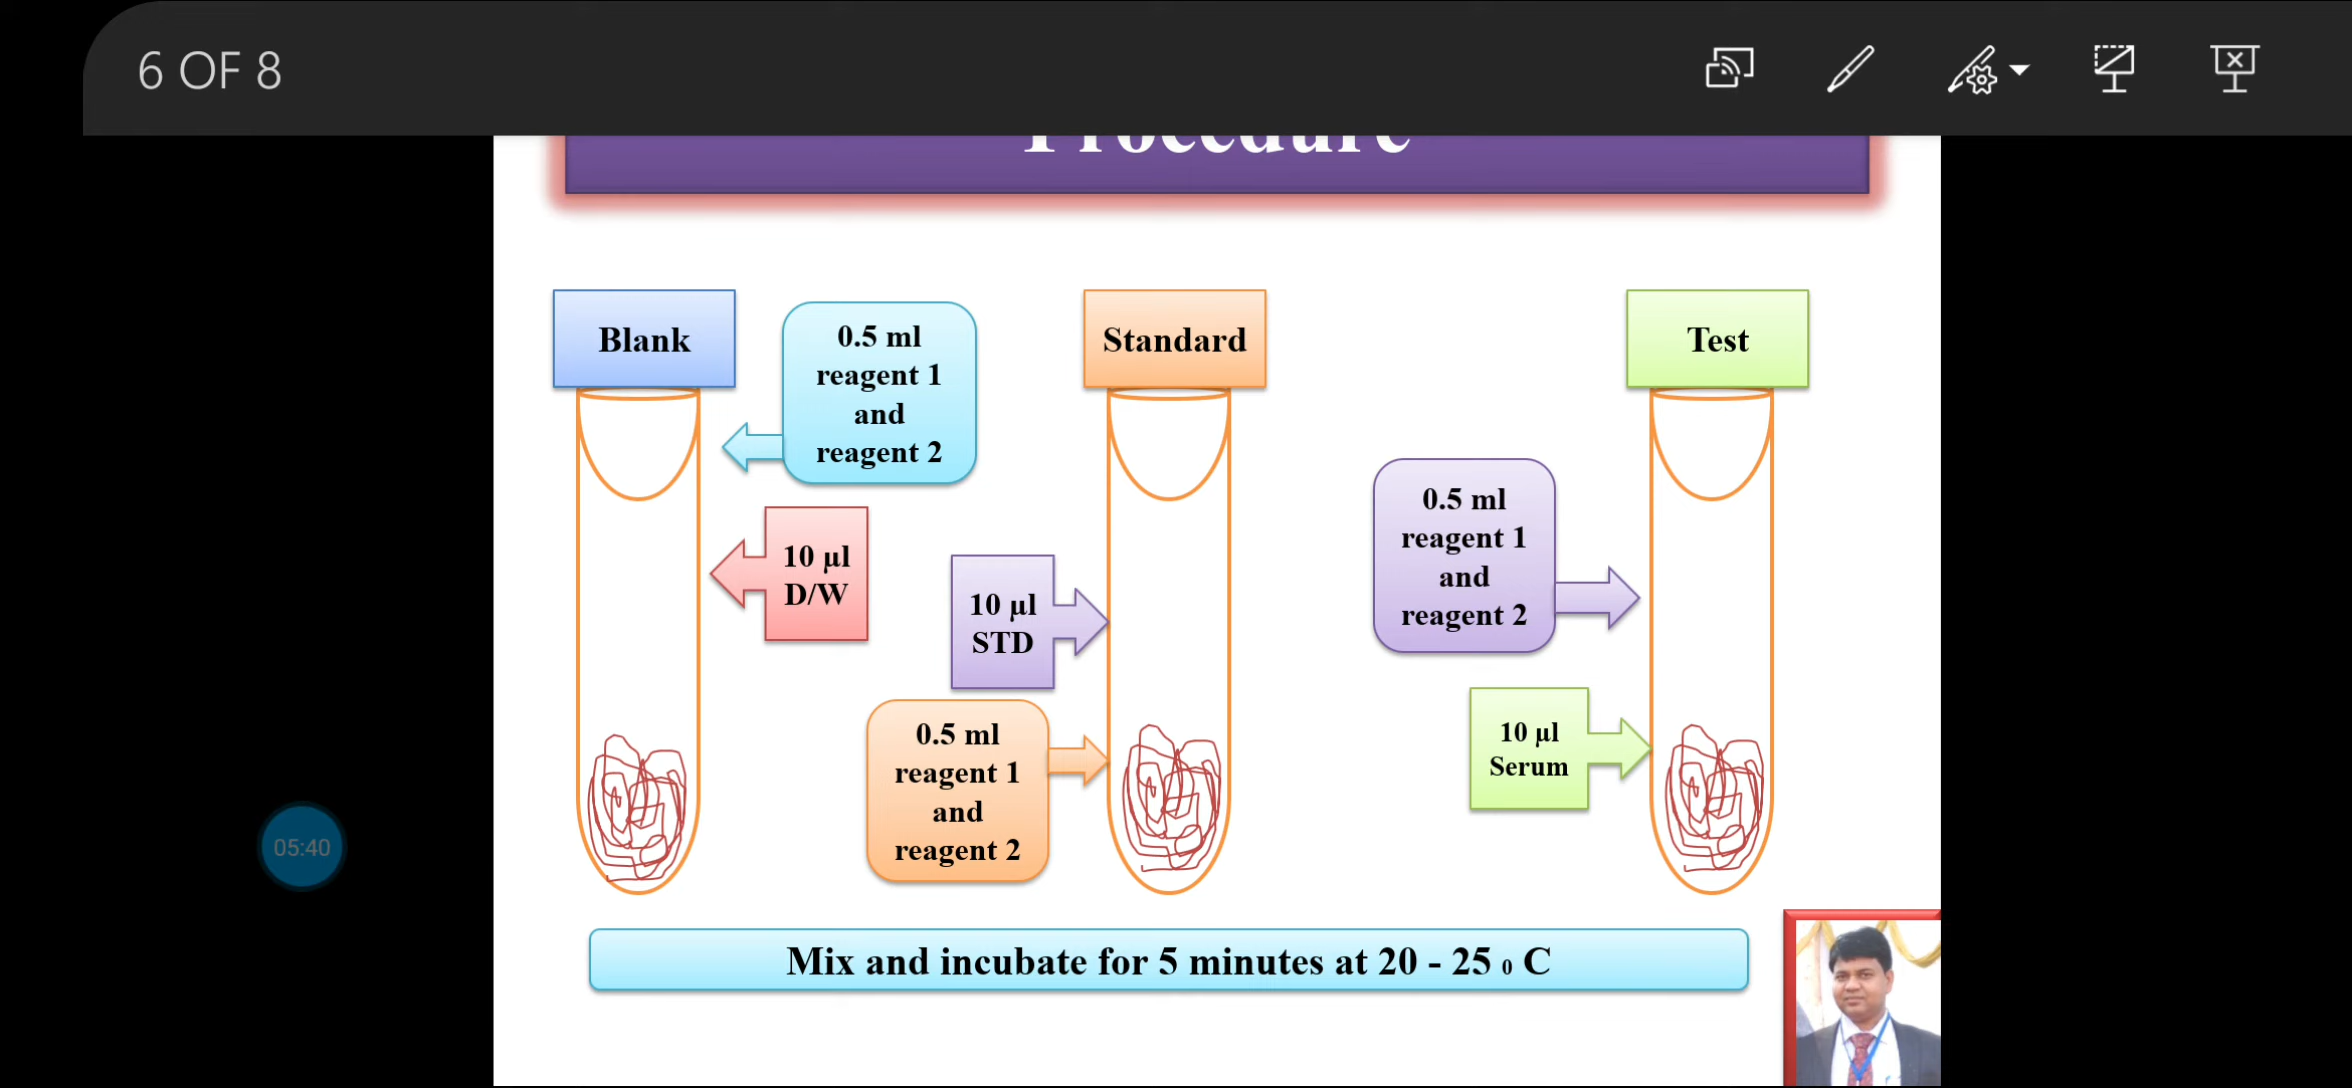 6 OF 8
Procedure
Blank
0.5 ml
reagent 1
and
reagent 2
10 µl
D/W
Standard
10 µl
STD
0.5 ml
reagent 1
and
reagent 2
Test
0.5 ml
reagent 1
and
reagent 2
10 µl
Serum
05:40
Mix and incubate for 5 minutes at 20 - 25 0 C